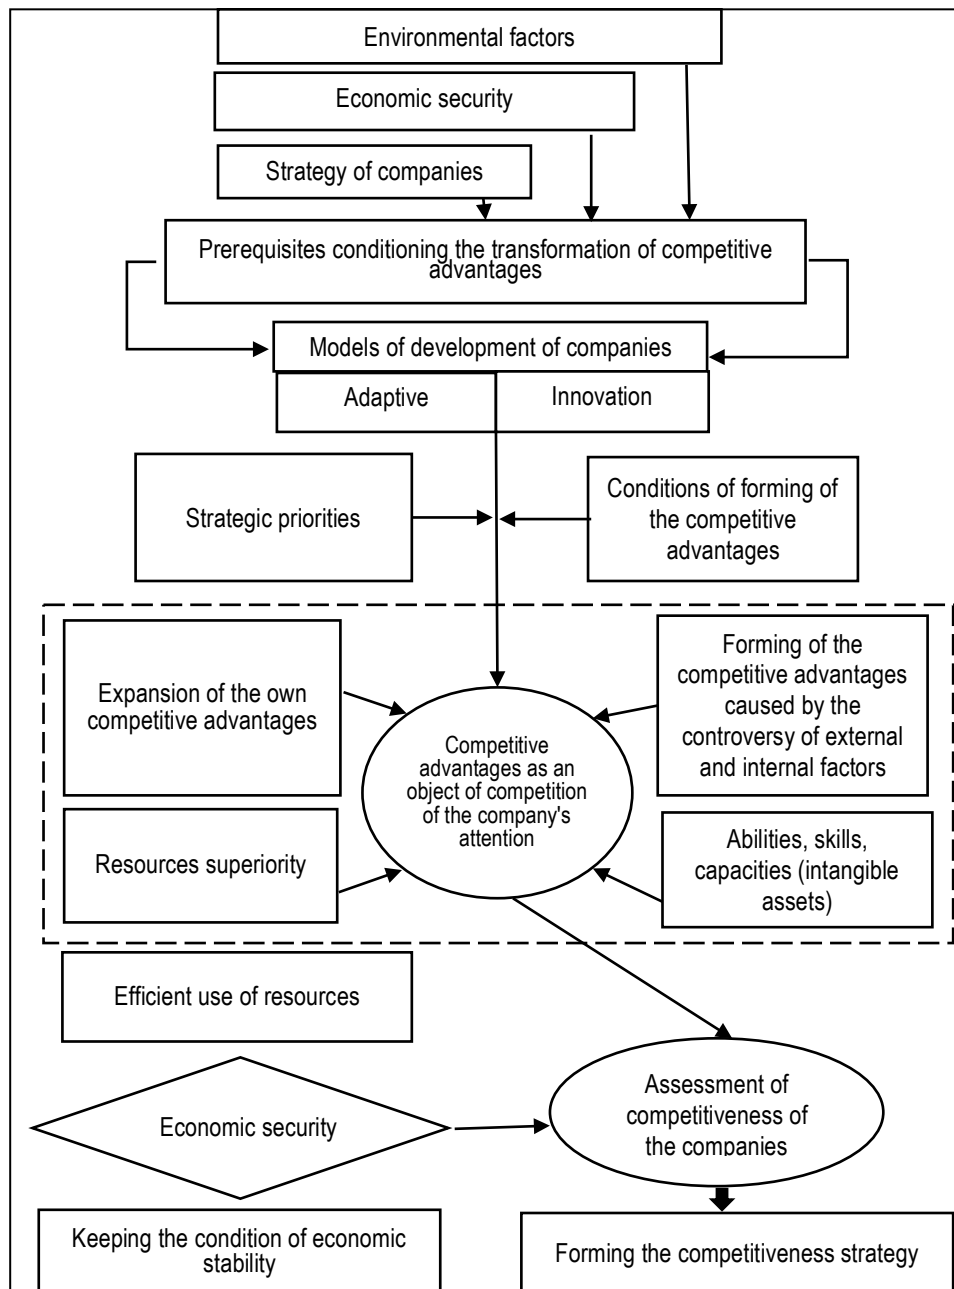 Environmental factors
Economic security
Strategy of companies
Prerequisites conditioning the transformation of competitive
advantages
Models of development of companies
Adaptive
Innovation
Strategic priorities
Conditions of forming of
the competitive
advantages
Expansion of the own
competitive advantages
Forming of the
competitive advantages
caused by the
controversy of external
and internal factors
Competitive
advantages as an
object of competition
of the company's
attention
Resources superiority
Abilities, skills,
capacities (intangible
assets)
Efficient use of resources
Economic security
Assessment of
competitiveness of
the companies
Keeping the condition of economic
stability
Forming the competitiveness strategy